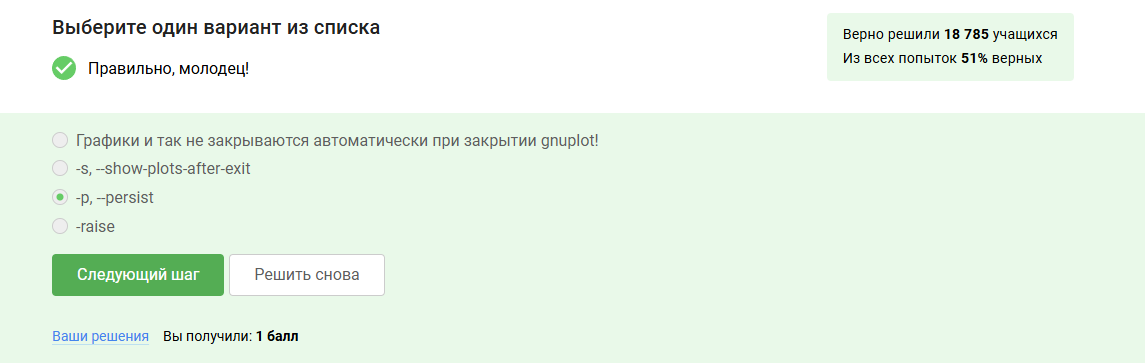 Выберите один вариант из списка
Правильно, молодец!
Верно решили 18 785 учащихся
Из всех попыток 51% верных
Графики и так не закрываются автоматически при закрытии gnuplot!
-s, --show-plots-after-exit
-p, --persist
-raise
Следующий шаг
Решить снова
Ваши решения Вы получили: 1 балл